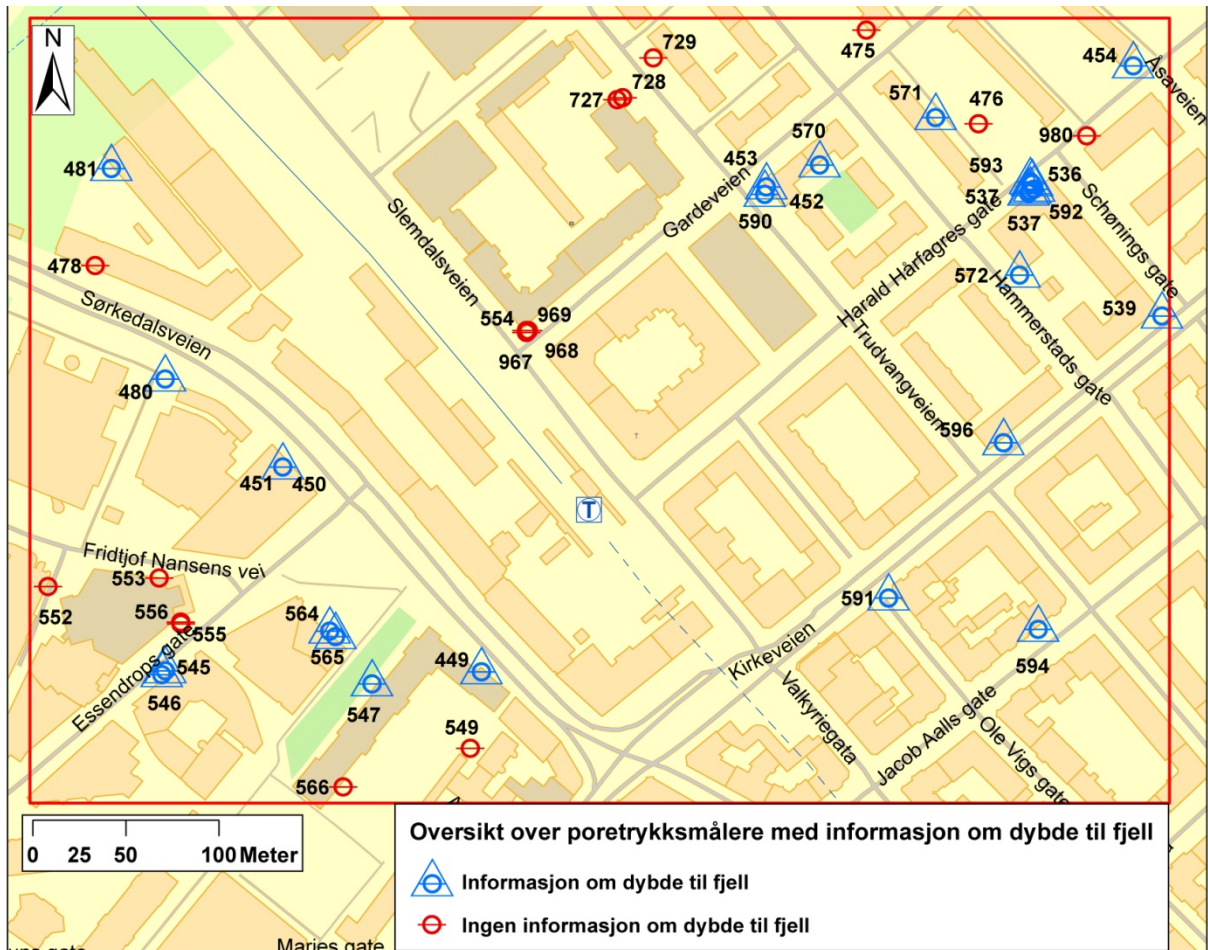 N
729
475
454
Åsaveien
728
727
571
476
570
980
481
453
593
536
537
592
452
590
537
Slemdalsveien
Gardeveien
Schønings gate
Harald Hårfagres gate
478
572
Hammerstads gate
539
Sørkedalsveien
554
969
967
968
Trudvangveien
480
596
451
450
T
Fridtjof Nansens vei
553
552
556
555
564
565
591
594
Kirkeveien
545
546
Essendrops gate
547
449
Valkyriegata
Jacob Aalls gate
Ole Vigs gate
549
566
0 25 50 100 Meter
Oversikt over poretrykksmålere med informasjon om dybde til fjell
Informasjon om dybde til fjell
Ingen informasjon om dybde til fjell
Maries gate